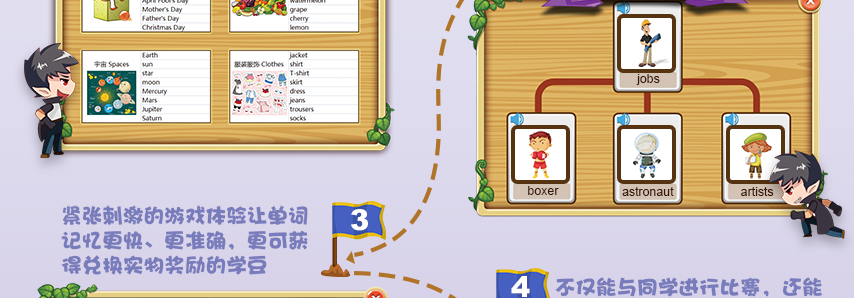 April Fool's Day
Mother's Day
Father's Day
Christmas Day
watermelon
grape
cherry
lemon
宇宙 Spaces
Earth
sun
star
moon
Mercury
Mars
Jupiter
Saturn
服装服饰 Clothes
jacket
shirt
T-shirt
skirt
dress
jeans
trousers
socks
jobs
boxer
astronaut
artists
紧张刺激的游戏体验让单词
记忆更快、更准确，更可获
得兑换实物奖励的学豆
3
4
不仅能与同学进行比赛，还能